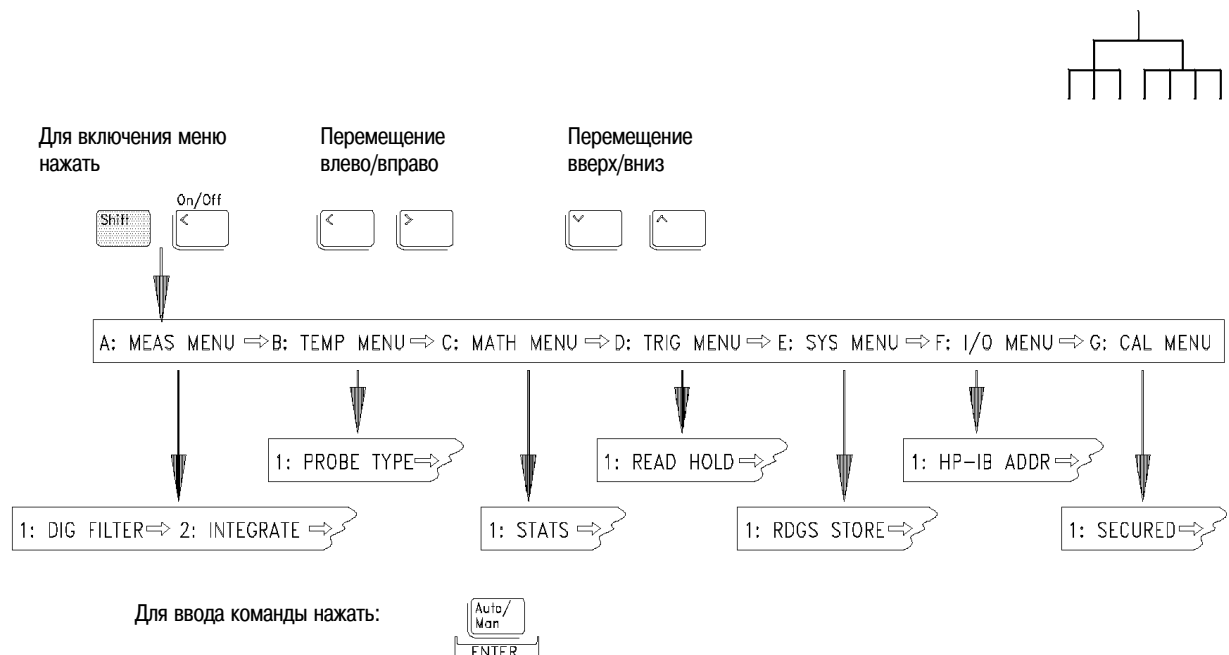 Для включения меню нажать
Перемещение влево/вправо
Перемещение вверх/вниз
On/Off
Shift
<
<
>
˅
^
A: MEAS MENU ⇨ B: TEMP MENU ⇨ C: MATH MENU ⇨ D: TRIG MENU ⇨ E: SYS MENU ⇨ F: I/O MENU ⇨ G: CAL MENU
1: PROBE TYPE ⇨
1: READ HOLD ⇨
1: HP-IB ADDR ⇨
1: DIG FILTER ⇨ 2: INTEGRATE ⇨
1: STATS ⇨
1: RDGS STORE ⇨
1: SECURED ⇨
Для ввода команды нажать:
Auto/
Man
ENTER